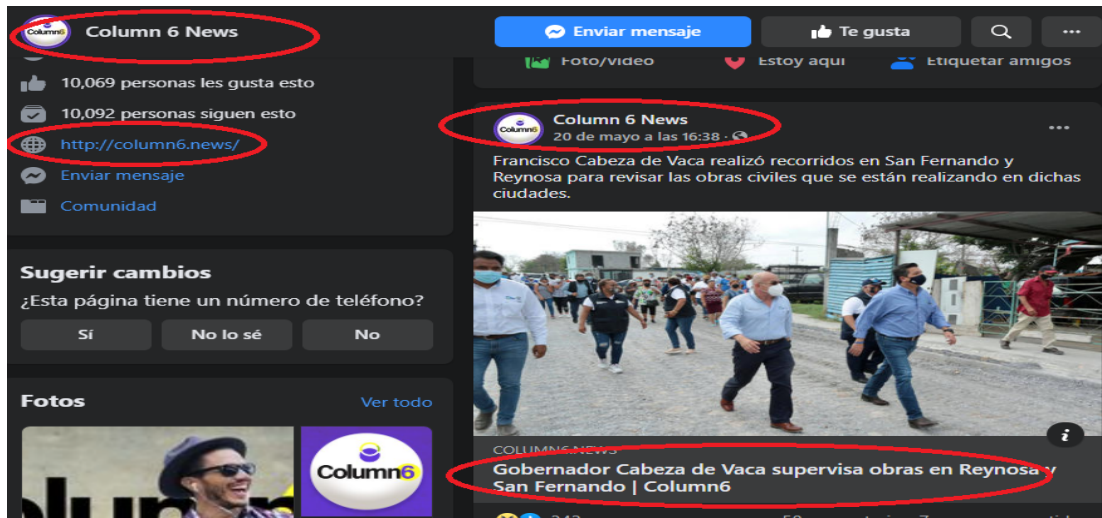 Column6
Column 6 News
Enviar mensaje
Te gusta
10,069 personas les gusta esto
10,092 personas siguen esto
http://column6.news/
Enviar mensaje
Comunidad
Sugerir cambios
¿Esta página tiene un número de teléfono?
Sí
No lo sé
No
Fotos
Ver todo
Column6
Foto/video
Estoy aquí
Etiquetar amigos
Column6
Column 6 News
20 de mayo a las 16:38 ·
Francisco Cabeza de Vaca realizó recorridos en San Fernando y
Reynosa para revisar las obras civiles que se están realizando en dichas
ciudades.
COLUMN6.NEWS
Gobernador Cabeza de Vaca supervisa obras en Reynosa y
San Fernando | Column6